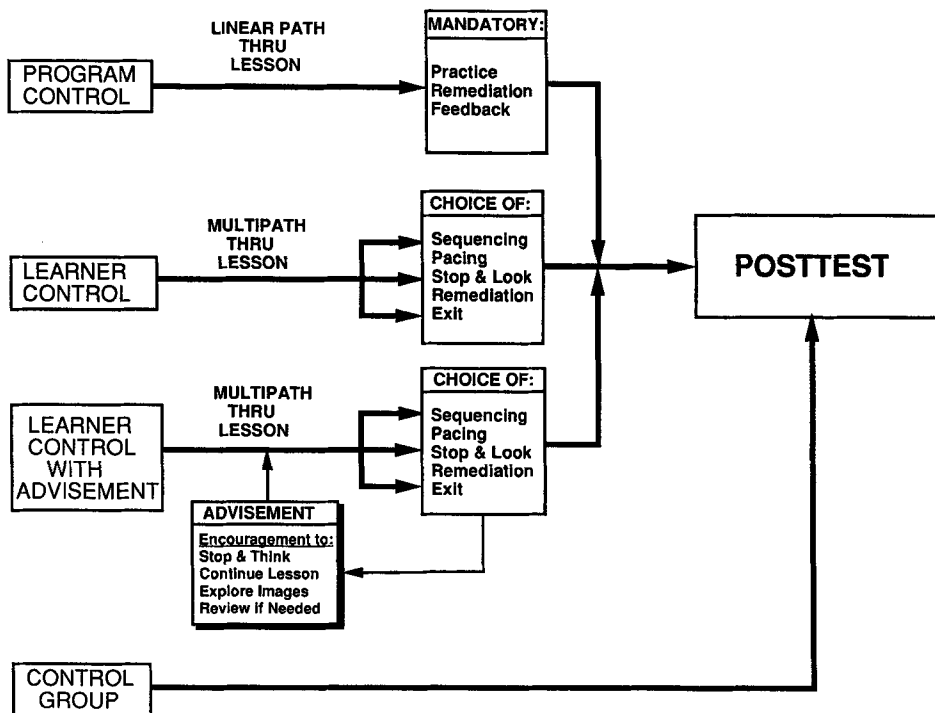 LINEAR PATH
THRU
LESSON
MANDATORY:
PROGRAM
CONTROL
Practice
Remediation
Feedback
MULTIPATH
THRU
LESSON
CHOICE OF:
LEARNER
CONTROL
Sequencing
Pacing
Stop & Look
Remediation
Exit
POSTTEST
MULTIPATH
THRU
LESSON
CHOICE OF:
LEARNER
CONTROL
WITH
ADVISEMENT
Sequencing
Pacing
Stop & Look
Remediation
Exit
ADVISEMENT
Encouragement to:
Stop & Think
Continue Lesson
Explore Images
Review if Needed
CONTROL
GROUP